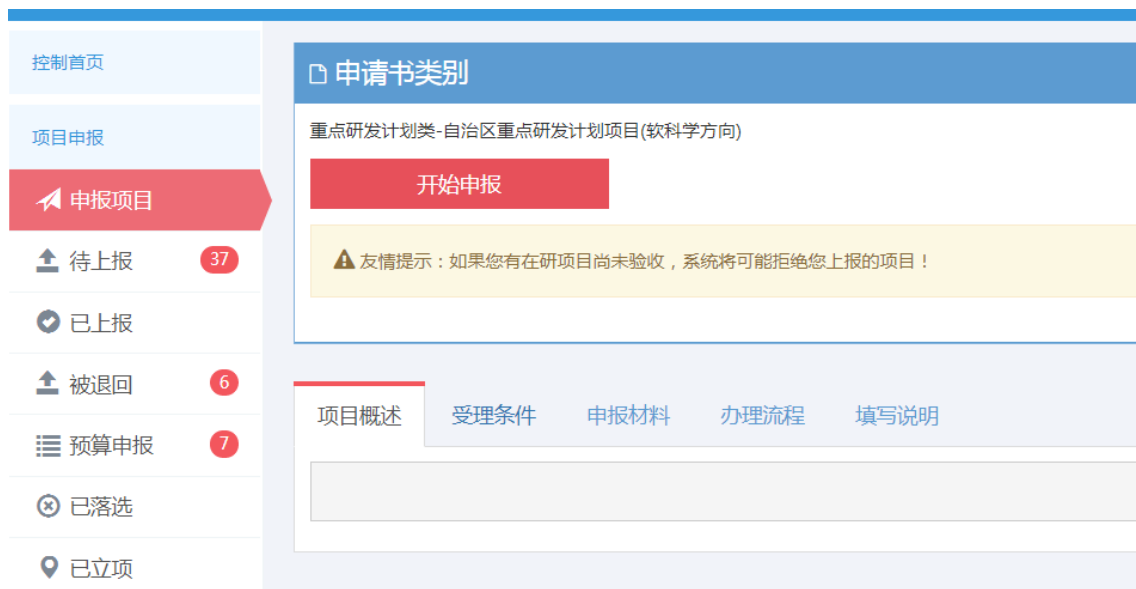 控制首页
项目申报
申报项目
待上报 37
已上报
被退回 6
预算申报 7
已落选
已立项
申请书类别
重点研发计划类-自治区重点研发计划项目(软科学方向)
开始申报
友情提示：如果您有在研项目尚未验收，系统将可能拒绝您上报的项目！
项目概述 受理条件 申报材料 办理流程 填写说明